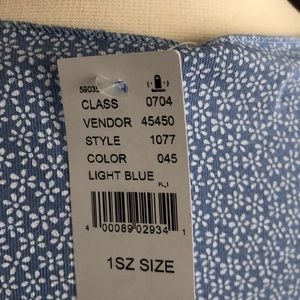 CLASS 0704
VENDOR 45450
STYLE 1077
COLOR 045
LIGHT BLUE
4 00089 02934 1
1SZ SIZE